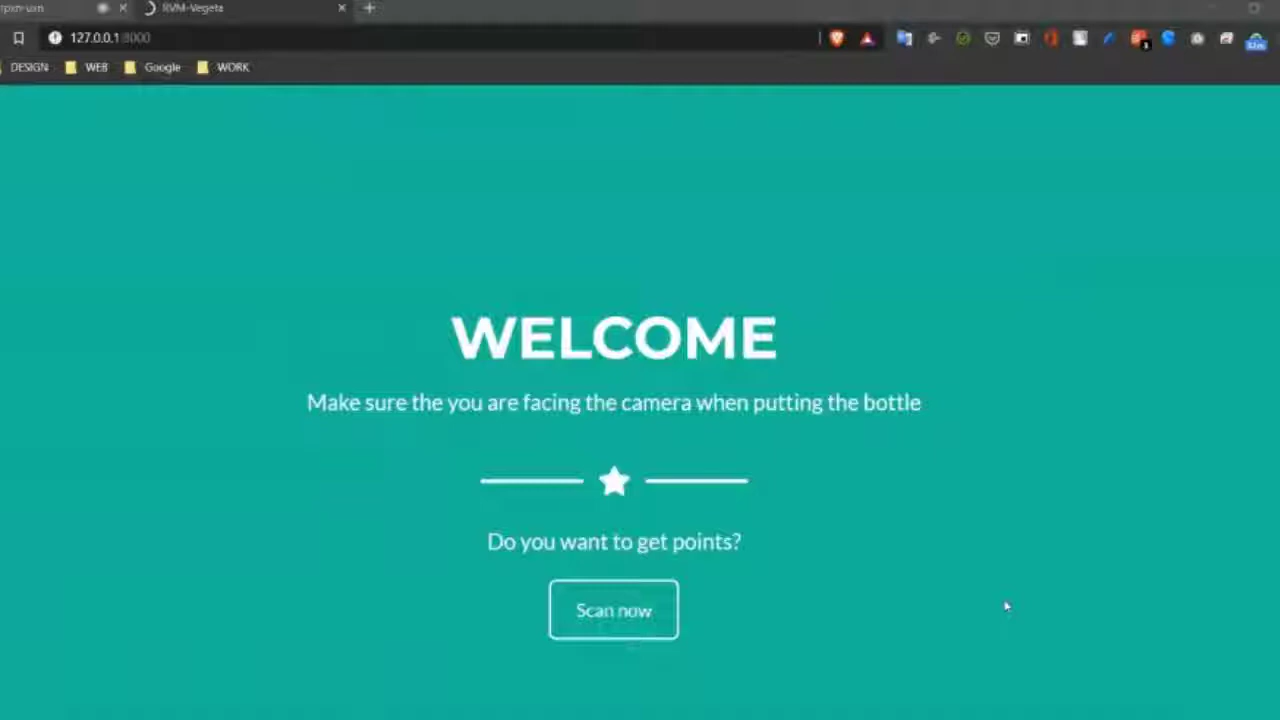 RVM-Vegeta
127.0.0.1:8000
DESIGN
WEB
Google
WORK
WELCOME
Make sure the you are facing the camera when putting the bottle
Do you want to get points?
Scan now